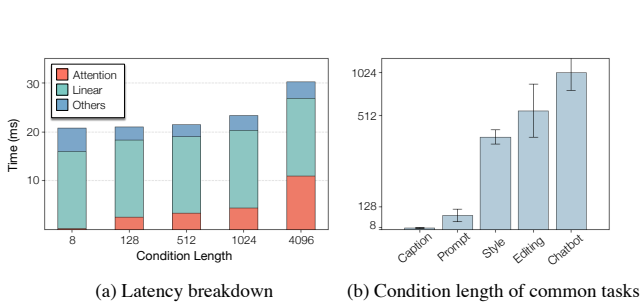 Attention
Linear
Others
30
20
10
Time (ms)
8
128
512
1024
4096
Condition Length
(a) Latency breakdown
1024
512
128
8
Caption
Prompt
Style
Editing
Chatbot
(b) Condition length of common tasks